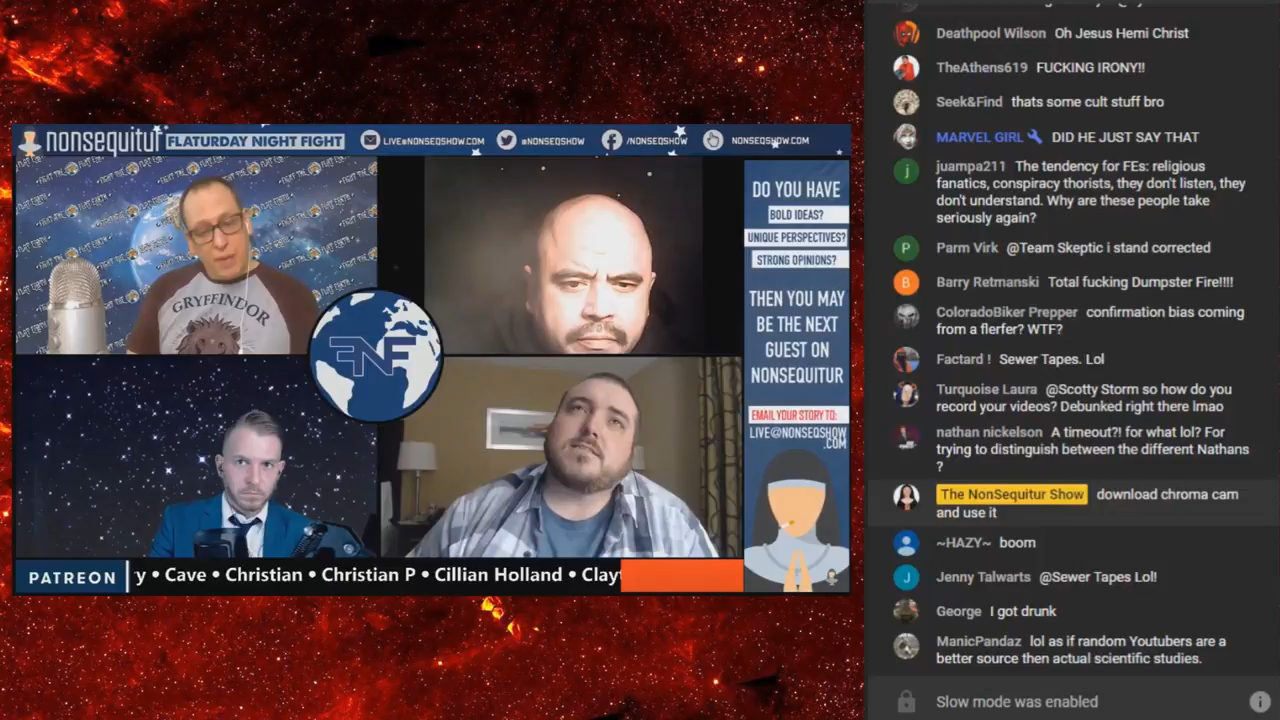 nonsequitur FLATURDAY NIGHT FIGHT LIVE@NONSEQSHOW.COM @NONSEQSHOW /NONSEQSHOW NONSEQSHOW.COM
GRYFFINDOR
FNF
DO YOU HAVE
BOLD IDEAS?
UNIQUE PERSPECTIVES?
STRONG OPINIONS?
THEN YOU MAY
BE THE NEXT
GUEST ON
NONSEQUITUR
EMAIL YOUR STORY TO:
LIVE@NONSEQSHOW
.COM
PATREON y • Cave • Christian • Christian P • Cillian Holland • Clay
Deathpool Wilson Oh Jesus Hemi Christ
TheAthens619 FUCKING IRONY!!
Seek&Find thats some cult stuff bro
MARVEL GIRL DID HE JUST SAY THAT
j
juampa211 The tendency for FEs: religious
fanatics, conspiracy thorists, they don't listen, they
don't understand. Why are these people take
seriously again?
P
Parm Virk @Team Skeptic i stand corrected
B
Barry Retmanski Total fucking Dumpster Fire!!!!
ColoradoBiker Prepper confirmation bias coming
from a flerfer? WTF?
Factard ! Sewer Tapes. Lol
Turquoise Laura @Scotty Storm so how do you
record your videos? Debunked right there lmao
nathan nickelson A timeout?! for what lol? For
trying to distinguish between the different Nathans
?
The NonSequitur Show download chroma cam
and use it
~HAZY~ boom
J
Jenny Talwarts @Sewer Tapes Lol!
George I got drunk
ManicPandaz lol as if random Youtubers are a
better source then actual scientific studies.
Slow mode was enabled